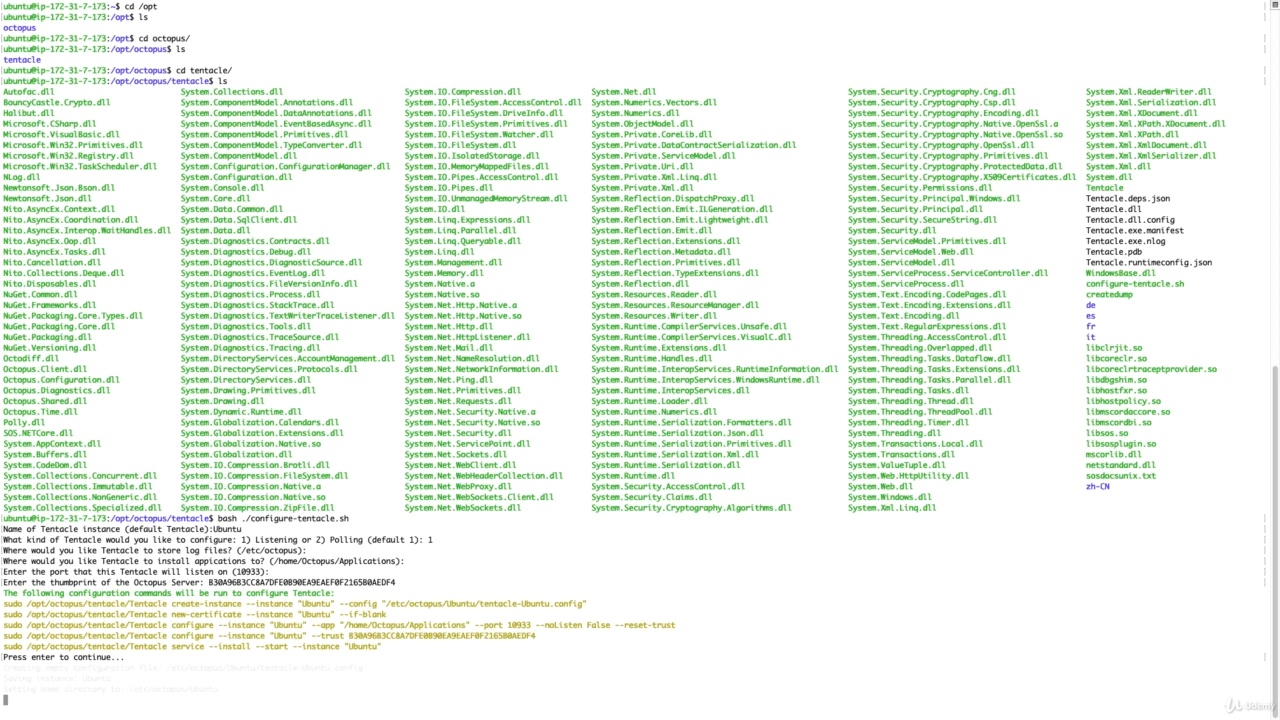 ubuntu@ip-172-31-7-173:~$ cd /opt
ubuntu@ip-172-31-7-173:/opt$ ls
octopus
ubuntu@ip-172-31-7-173:/opt$ cd octopus/
ubuntu@ip-172-31-7-173:/opt/octopus$ ls
tentacle
ubuntu@ip-172-31-7-173:/opt/octopus$ cd tentacle/
ubuntu@ip-172-31-7-173:/opt/octopus/tentacle$ ls
Autofac.dll System.Collections.dll System.IO.Compression.dll System.Net.dll System.Security.Cryptography.Cng.dll System.Xml.ReaderWriter.dll
BouncyCastle.Crypto.dll System.ComponentModel.Annotations.dll System.IO.FileSystem.AccessControl.dll System.Numerics.Vectors.dll System.Security.Cryptography.Csp.dll System.Xml.Serialization.dll
Halibut.dll System.ComponentModel.DataAnnotations.dll System.IO.FileSystem.DriveInfo.dll System.Numerics.dll System.Security.Cryptography.Encoding.dll System.Xml.XDocument.dll
Microsoft.CSharp.dll System.ComponentModel.EventBasedAsync.dll System.IO.FileSystem.Primitives.dll System.ObjectModel.dll System.Security.Cryptography.Native.OpenSsl.a System.Xml.XPath.XDocument.dll
Microsoft.VisualBasic.dll System.ComponentModel.Primitives.dll System.IO.FileSystem.Watcher.dll System.Private.CoreLib.dll System.Security.Cryptography.Native.OpenSsl.so System.Xml.XPath.dll
Microsoft.Win32.Primitives.dll System.ComponentModel.TypeConverter.dll System.IO.FileSystem.dll System.Private.DataContractSerialization.dll System.Security.Cryptography.OpenSsl.dll System.Xml.XmlDocument.dll
Microsoft.Win32.Registry.dll System.ComponentModel.dll System.IO.IsolatedStorage.dll System.Private.ServiceModel.dll System.Security.Cryptography.Primitives.dll System.Xml.XmlSerializer.dll
Microsoft.Win32.TaskScheduler.dll System.Configuration.ConfigurationManager.dll System.IO.MemoryMappedFiles.dll System.Private.Uri.dll System.Security.Cryptography.ProtectedData.dll System.Xml.dll
NLog.dll System.Configuration.dll System.IO.Pipes.AccessControl.dll System.Private.Xml.Linq.dll System.Security.Cryptography.X509Certificates.dll System.dll
Newtonsoft.Json.Bson.dll System.Console.dll System.IO.Pipes.dll System.Private.Xml.dll System.Security.Permissions.dll Tentacle
Newtonsoft.Json.dll System.Core.dll System.IO.UnmanagedMemoryStream.dll System.Reflection.DispatchProxy.dll System.Security.Principal.Windows.dll Tentacle.deps.json
Nito.AsyncEx.Context.dll System.Data.Common.dll System.IO.dll System.Reflection.Emit.ILGeneration.dll System.Security.Principal.dll Tentacle.dll
Nito.AsyncEx.Coordination.dll System.Data.SqlClient.dll System.Linq.Expressions.dll System.Reflection.Emit.Lightweight.dll System.Security.SecureString.dll Tentacle.dll.config
Nito.AsyncEx.Interop.WaitHandles.dll System.Data.dll System.Linq.Parallel.dll System.Reflection.Emit.dll System.Security.dll Tentacle.exe.manifest
Nito.AsyncEx.Oop.dll System.Diagnostics.Contracts.dll System.Linq.Queryable.dll System.Reflection.Extensions.dll System.ServiceModel.Primitives.dll Tentacle.exe.nlog
Nito.AsyncEx.Tasks.dll System.Diagnostics.Debug.dll System.Linq.dll System.Reflection.Metadata.dll System.ServiceModel.Web.dll Tentacle.pdb
Nito.Cancellation.dll System.Diagnostics.DiagnosticSource.dll System.Management.dll System.Reflection.Primitives.dll System.ServiceModel.dll Tentacle.runtimeconfig.json
Nito.Collections.Deque.dll System.Diagnostics.EventLog.dll System.Memory.dll System.Reflection.TypeExtensions.dll System.ServiceProcess.ServiceController.dll WindowsBase.dll
Nito.Disposables.dll System.Diagnostics.FileVersionInfo.dll System.Native.a System.Reflection.dll System.ServiceProcess.dll configure-tentacle.sh
NuGet.Common.dll System.Diagnostics.Process.dll System.Native.so System.Resources.Reader.dll System.Text.Encoding.CodePages.dll createdump
NuGet.Frameworks.dll System.Diagnostics.StackTrace.dll System.Net.Http.Native.a System.Resources.ResourceManager.dll System.Text.Encoding.Extensions.dll de
NuGet.Packaging.Core.Types.dll System.Diagnostics.TextWriterTraceListener.dll System.Net.Http.Native.so System.Resources.Writer.dll System.Text.Encoding.dll es
NuGet.Packaging.Core.dll System.Diagnostics.Tools.dll System.Net.Http.dll System.Runtime.CompilerServices.Unsafe.dll System.Text.RegularExpressions.dll fr
NuGet.Packaging.dll System.Diagnostics.TraceSource.dll System.Net.HttpListener.dll System.Runtime.CompilerServices.VisualC.dll System.Threading.AccessControl.dll it
NuGet.Versioning.dll System.Diagnostics.Tracing.dll System.Net.Mail.dll System.Runtime.Extensions.dll System.Threading.Overlapped.dll libclrjit.so
Octodiff.dll System.DirectoryServices.AccountManagement.dll System.Net.NameResolution.dll System.Runtime.Handles.dll System.Threading.Tasks.Dataflow.dll libcoreclr.so
Octopus.Client.dll System.DirectoryServices.Protocols.dll System.Net.NetworkInformation.dll System.Runtime.InteropServices.RuntimeInformation.dll System.Threading.Tasks.Extensions.dll libcoreclrtraceptprovider.so
Octopus.Configuration.dll System.DirectoryServices.dll System.Net.Ping.dll System.Runtime.InteropServices.WindowsRuntime.dll System.Threading.Tasks.Parallel.dll libdbgshim.so
Octopus.Diagnostics.dll System.Drawing.Primitives.dll System.Net.Primitives.dll System.Runtime.InteropServices.dll System.Threading.Tasks.dll libhostfxr.so
Octopus.Shared.dll System.Drawing.dll System.Net.Requests.dll System.Runtime.Loader.dll System.Threading.Thread.dll libhostpolicy.so
Octopus.Time.dll System.Dynamic.Runtime.dll System.Net.Security.Native.a System.Runtime.Numerics.dll System.Threading.ThreadPool.dll libmscordaccore.so
Polly.dll System.Globalization.Calendars.dll System.Net.Security.Native.so System.Runtime.Serialization.Formatters.dll System.Threading.Timer.dll libmscordbi.so
SOS.NETCore.dll System.Globalization.Extensions.dll System.Net.Security.dll System.Runtime.Serialization.Json.dll System.Threading.dll libsos.so
System.AppContext.dll System.Globalization.Native.so System.Net.ServicePoint.dll System.Runtime.Serialization.Primitives.dll System.Transactions.Local.dll libsosplugin.so
System.Buffers.dll System.Globalization.dll System.Net.Sockets.dll System.Runtime.Serialization.Xml.dll System.Transactions.dll mscorlib.dll
System.CodeDom.dll System.IO.Compression.Brotli.dll System.Net.WebClient.dll System.Runtime.Serialization.dll System.ValueTuple.dll netstandard.dll
System.Collections.Concurrent.dll System.IO.Compression.FileSystem.dll System.Net.WebHeaderCollection.dll System.Runtime.dll System.Web.HttpUtility.dll sosdocsunix.txt
System.Collections.Immutable.dll System.IO.Compression.Native.a System.Net.WebProxy.dll System.Security.AccessControl.dll System.Web.dll zh-CN
System.Collections.NonGeneric.dll System.IO.Compression.Native.so System.Net.WebSockets.Client.dll System.Security.Claims.dll System.Windows.dll
System.Collections.Specialized.dll System.IO.Compression.ZipFile.dll System.Net.WebSockets.dll System.Security.Cryptography.Algorithms.dll System.Xml.Linq.dll
ubuntu@ip-172-31-7-173:/opt/octopus/tentacle$ bash ./configure-tentacle.sh
Name of Tentacle instance (default Tentacle):Ubuntu
What kind of Tentacle would you like to configure: 1) Listening or 2) Polling (default 1): 1
Where would you like Tentacle to store log files? (/etc/octopus):
Where would you like Tentacle to install appications to? (/home/Octopus/Applications):
Enter the port that this Tentacle will listen on (10933):
Enter the thumbprint of the Octopus Server: B30A96B3CC8A7DFE0B90EA9EAEF0F2165B0AEDF4
The following configuration commands will be run to configure Tentacle:
sudo /opt/octopus/tentacle/Tentacle create-instance --instance "Ubuntu" --config "/etc/octopus/Ubuntu/tentacle-Ubuntu.config"
sudo /opt/octopus/tentacle/Tentacle new-certificate --instance "Ubuntu" --if-blank
sudo /opt/octopus/tentacle/Tentacle configure --instance "Ubuntu" --app "/home/Octopus/Applications" --port 10933 --noListen False --reset-trust
sudo /opt/octopus/tentacle/Tentacle configure --instance "Ubuntu" --trust B30A96B3CC8A7DFE0B90EA9EAEF0F2165B0AEDF4
sudo /opt/octopus/tentacle/Tentacle service --install --start --instance "Ubuntu"
Press enter to continue...
Creating empty configuration file: /etc/octopus/Ubuntu/tentacle-Ubuntu.config
Saving instance: Ubuntu
Setting home directory to: /etc/octopus/Ubuntu
Udemy